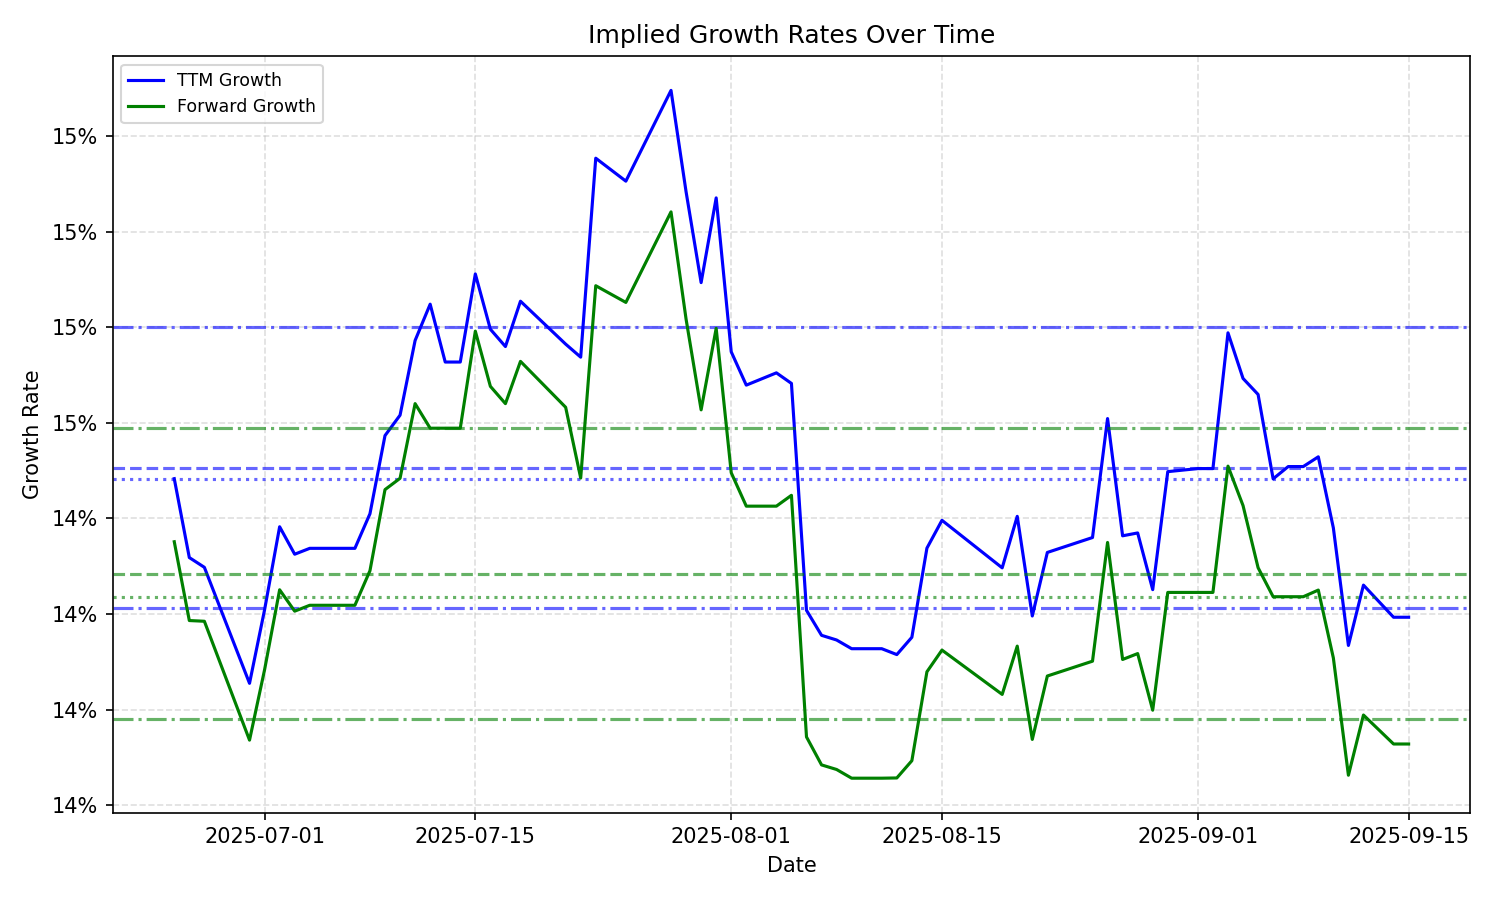 Implied Growth Rates Over Time
TTM Growth
Forward Growth
15%
15%
15%
15%
14%
14%
14%
14%
Growth Rate
2025-07-01
2025-07-15
2025-08-01
2025-08-15
2025-09-01
2025-09-15
Date